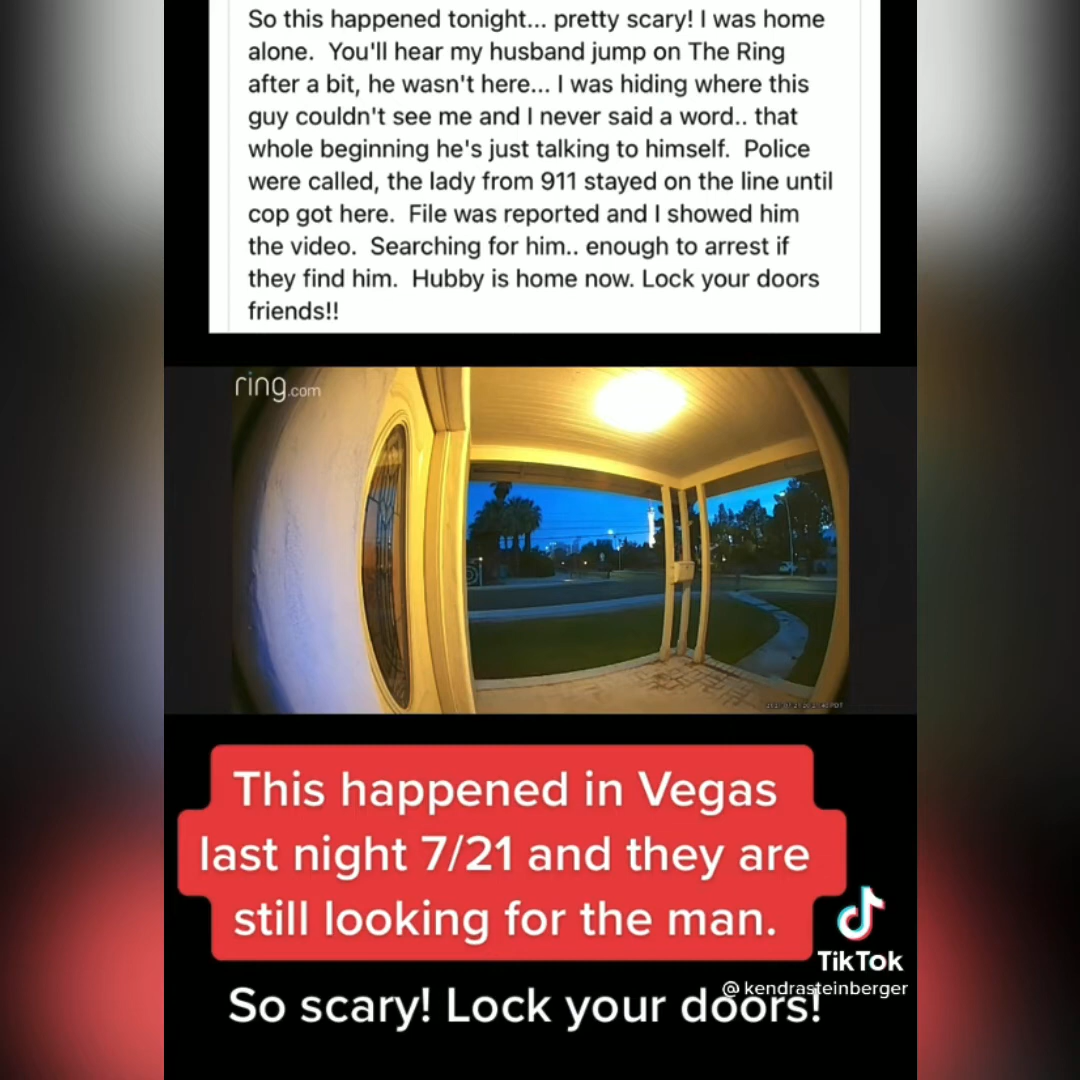 So this happened tonight... pretty scary! I was home
alone.  You'll hear my husband jump on The Ring
after a bit, he wasn't here... I was hiding where this
guy couldn't see me and I never said a word.. that
whole beginning he's just talking to himself.  Police
were called, the lady from 911 stayed on the line until
cop got here.  File was reported and I showed him
the video.  Searching for him.. enough to arrest if
they find him.  Hubby is home now. Lock your doors
friends!!
ring.com
PDT
This happened in Vegas
last night 7/21 and they are
still looking for the man.
TikTok
@kendrasteinberger
So scary! Lock your doors!